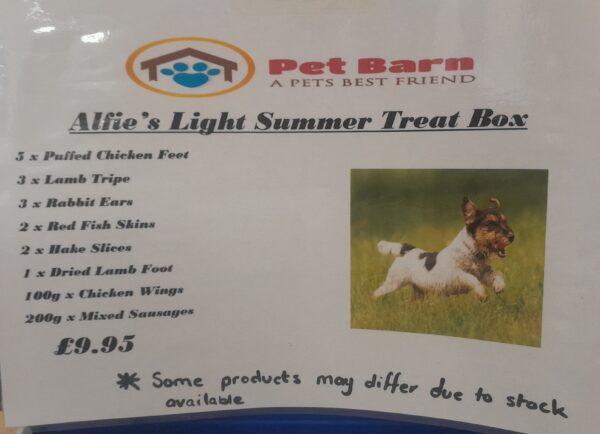 Pet Barn
A PETS BEST FRIEND
Alfie's Light Summer Treat Box
5 x Puffed Chicken Feet
3 x Lamb Tripe
3 x Rabbit Ears
2 x Red Fish Skins
2 x Hake Slices
1 x Dried Lamb Foot
100g x Chicken Wings
200g x Mixed Sausages
£9.95
* Some products may differ due to stock
available